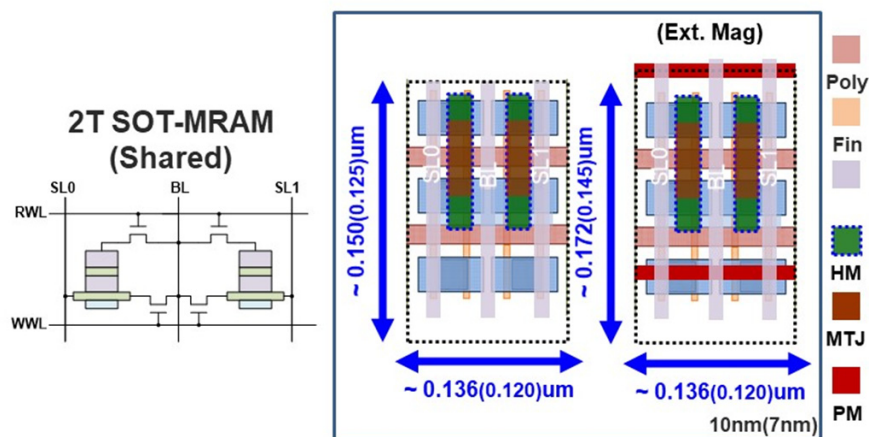 2T SOT-MRAM
(Shared)
SL0
BL
SL1
RWL
WWL
~ 0.150(0.125)um
SL0
BL
SL1
~ 0.136(0.120)um
(Ext. Mag)
~ 0.172(0.145)um
SL0
BL
SL1
~ 0.136(0.120)um
10nm(7nm)
Poly
Fin
HM
MTJ
PM